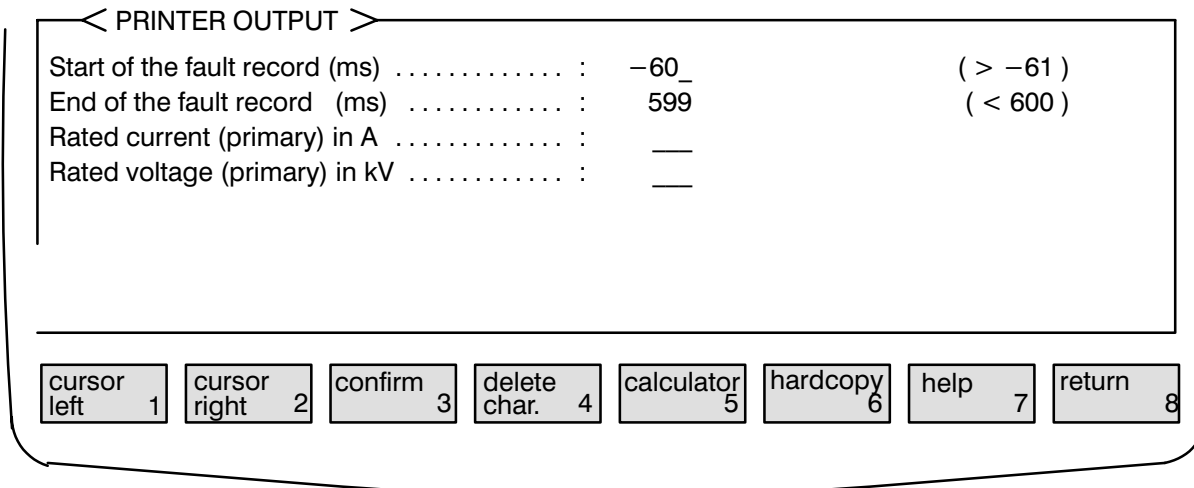 < PRINTER OUTPUT >
Start of the fault record (ms) . . . . . . . . . . . . . : −60_ ( > −61 )
End of the fault record (ms) . . . . . . . . . . . . : 599 ( < 600 )
Rated current (primary) in A . . . . . . . . . . . . . : ___
Rated voltage (primary) in kV . . . . . . . . . . . . : ___
cursor left 1
cursor right 2
confirm 3
delete char. 4
calculator 5
hardcopy 6
help 7
return 8